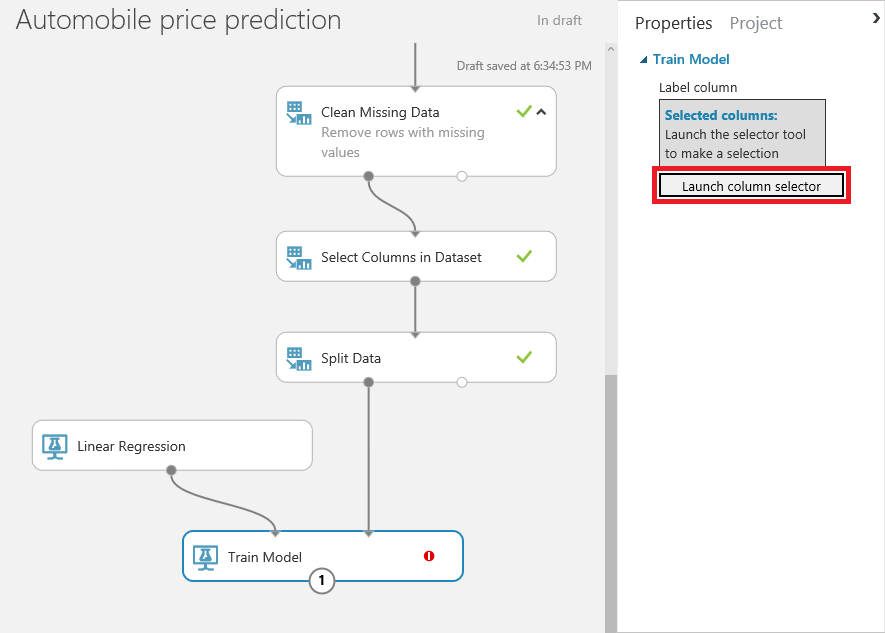 Automobile price prediction
In draft
Draft saved at 6:34:53 PM
Clean Missing Data
Remove rows with missing
values
Select Columns in Dataset
Split Data
Linear Regression
Train Model
1
Properties Project
Train Model
Label column
Selected columns:
Launch the selector tool
to make a selection
Launch column selector